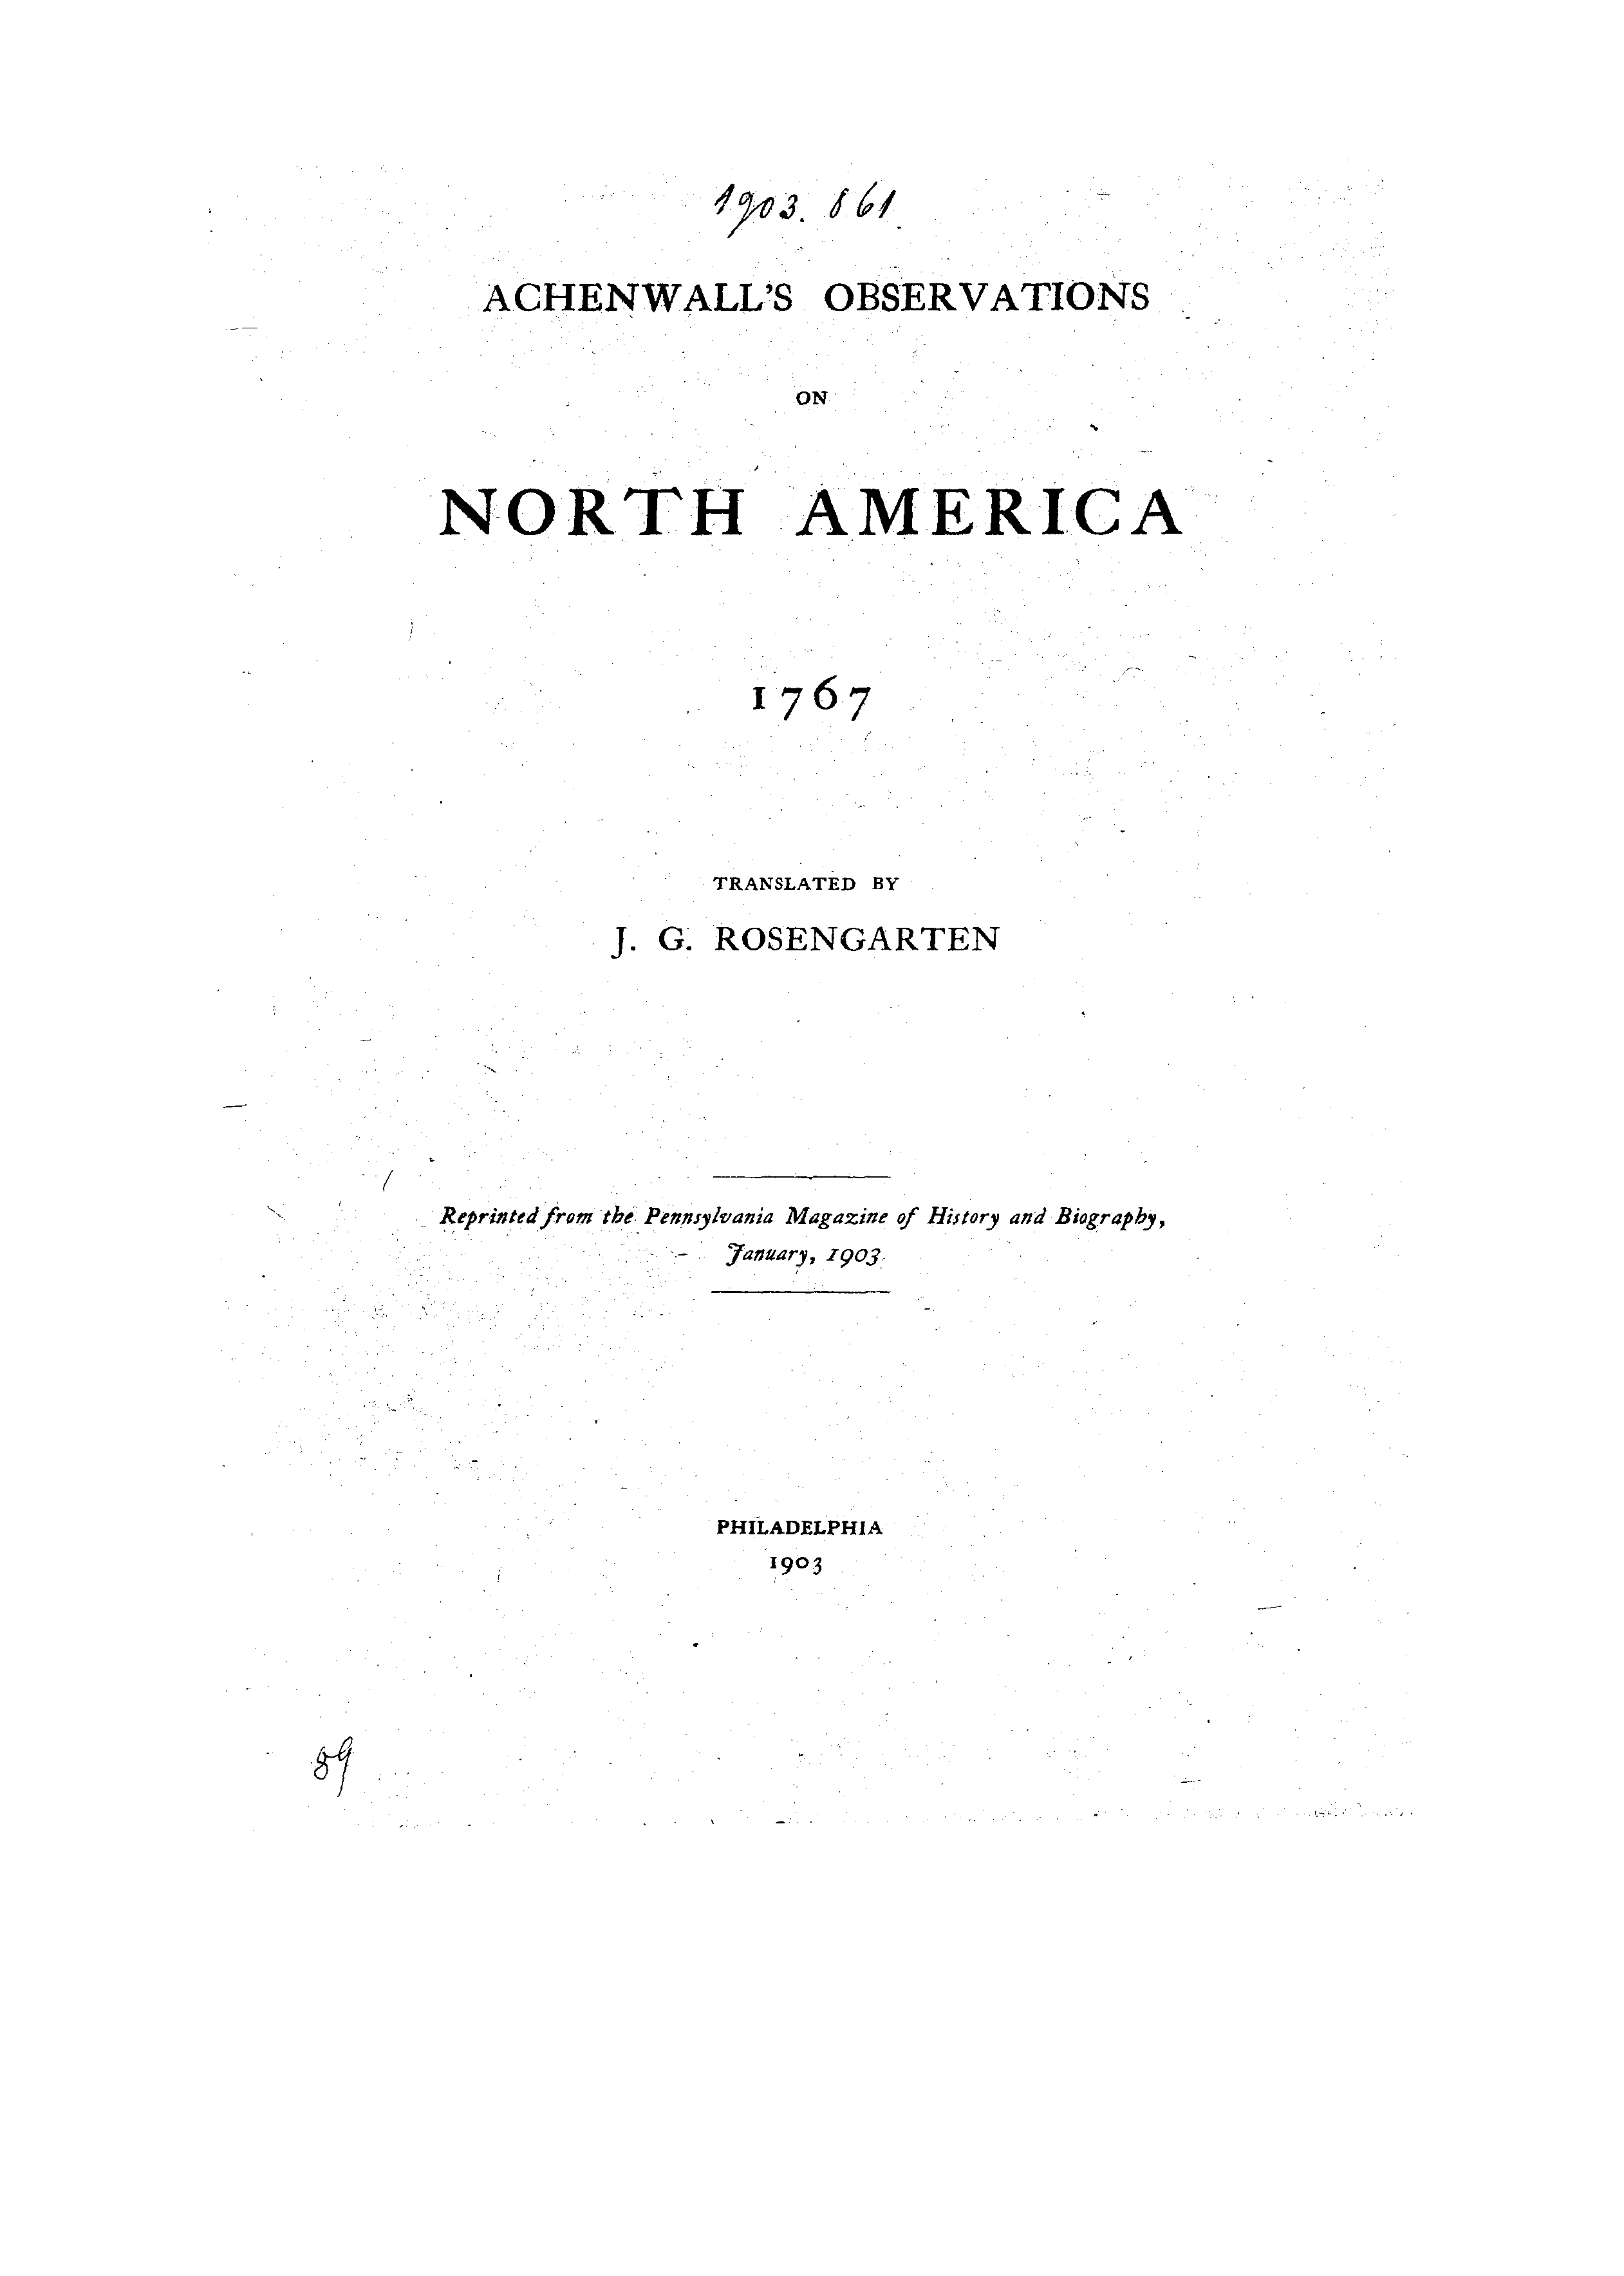 1903. 861
ACHENWALL'S OBSERVATIONS
ON
NORTH AMERICA
1767
TRANSLATED BY
J. G. ROSENGARTEN
Reprinted from the Pennsylvania Magazine of History and Biography,
January, 1903.
PHILADELPHIA
1903
89